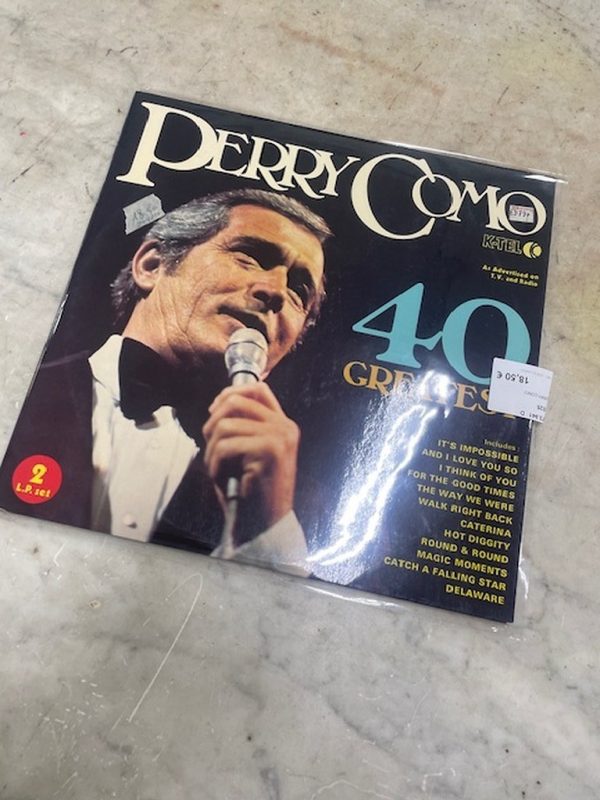 PERRY COMO
K-TEL
As Advertised on
T.V. and Radio
40
GREATEST
18,50 €
Includes:
IT'S IMPOSSIBLE
AND I LOVE YOU SO
I THINK OF YOU
FOR THE GOOD TIMES
THE WAY WE WERE
WALK RIGHT BACK
CATERINA
HOT DIGGITY
ROUND & ROUND
MAGIC MOMENTS
CATCH A FALLING STAR
DELAWARE
2
L.P. set